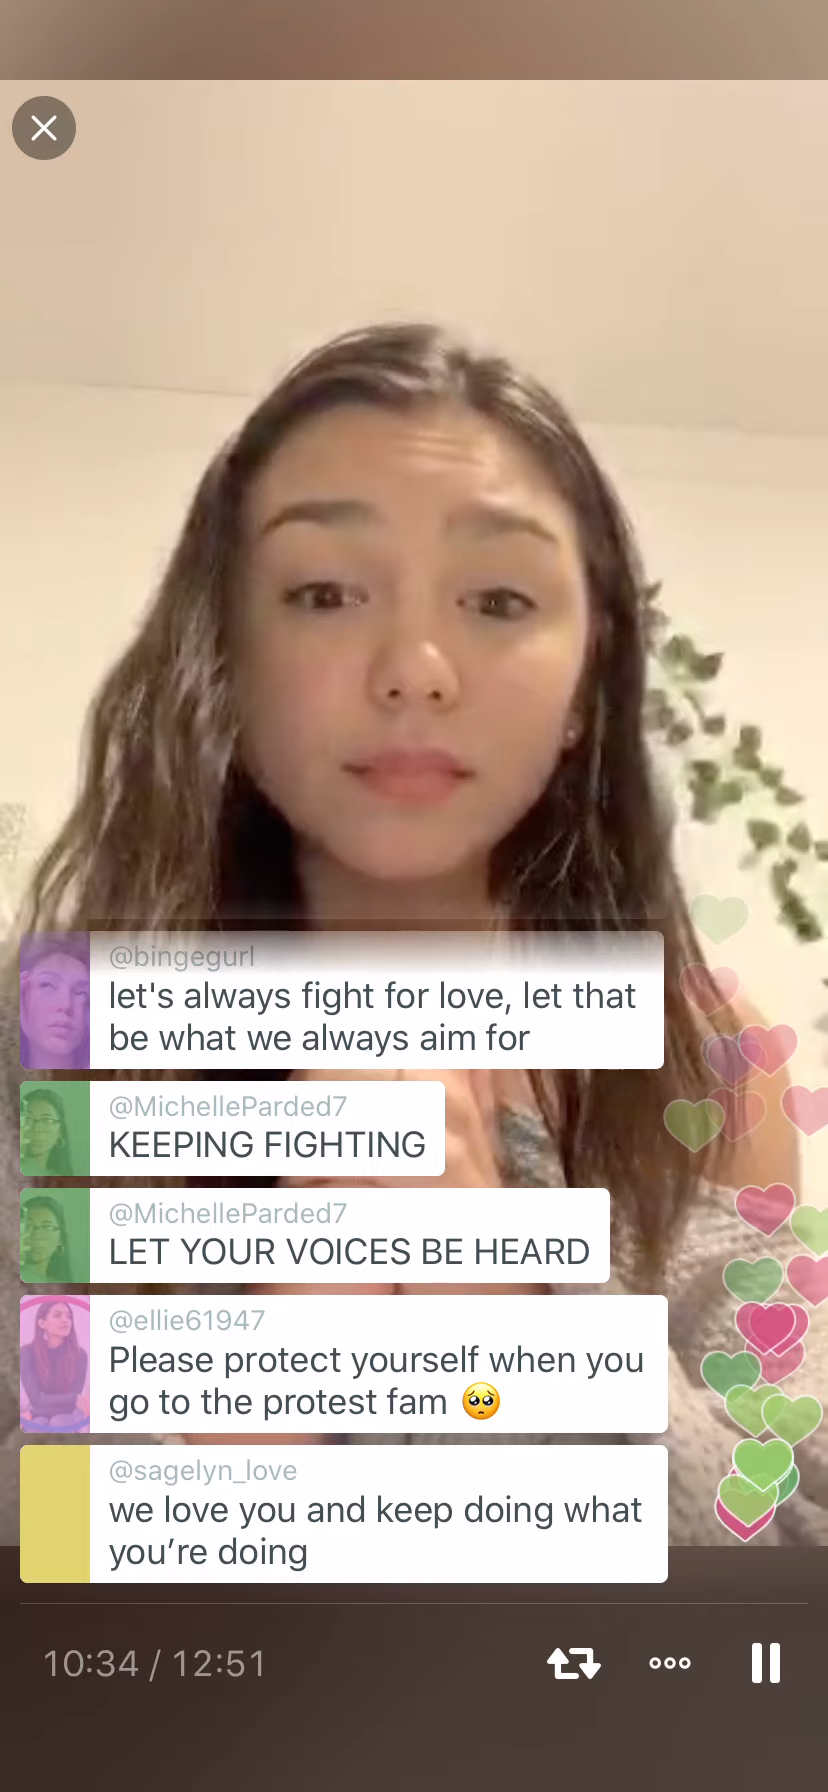 @bingegurl
let's always fight for love, let that
be what we always aim for
@MichelleParded7
KEEPING FIGHTING
@MichelleParded7
LET YOUR VOICES BE HEARD
@ellie61947
Please protect yourself when you
go to the protest fam 🥺
@sagelyn_love
we love you and keep doing what
you’re doing
10:34 / 12:51